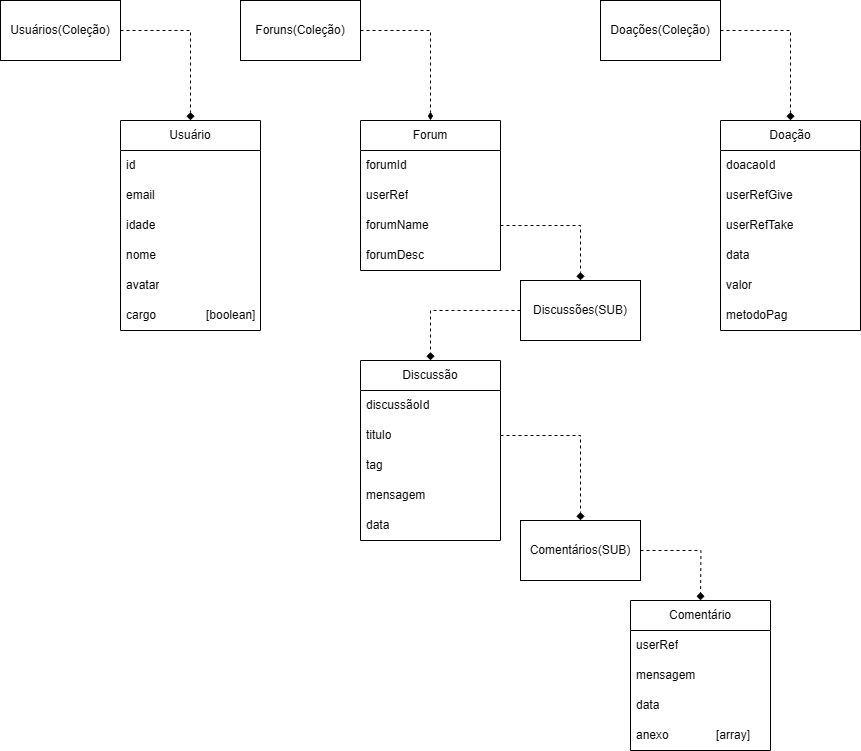 Usuários(Coleção)
Foruns(Coleção)
Doações(Coleção)
Usuário
id
email
idade
nome
avatar
cargo [boolean]
Forum
forumId
userRef
forumName
forumDesc
Doação
doacaoId
userRefGive
userRefTake
data
valor
metodoPag
Discussões(SUB)
Discussão
discussãoId
titulo
tag
mensagem
data
Comentários(SUB)
Comentário
userRef
mensagem
data
anexo [array]